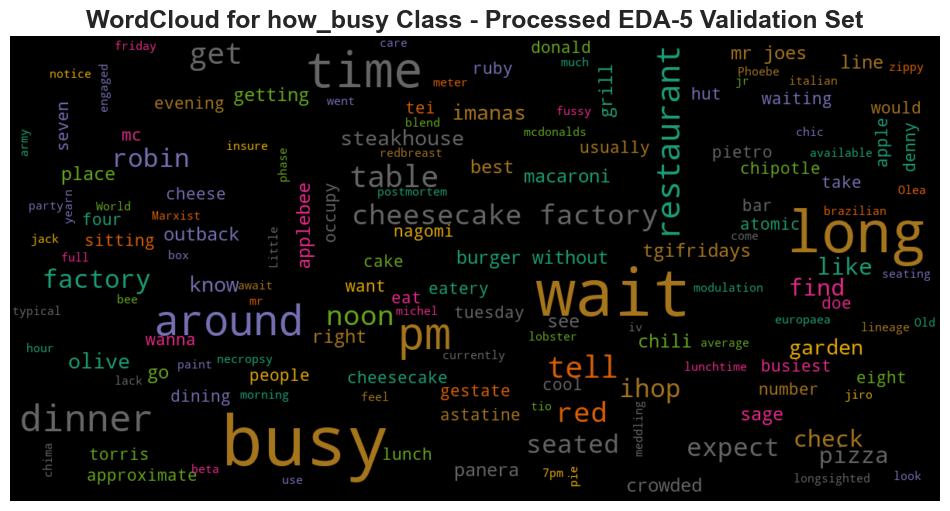 WordCloud for how_busy Class - Processed EDA-5 Validation Set
friday
care
donald
much
mr joes
line
zippy
notice
engaged
get
time
ruby
meter
restaurant
Phoebe
jr
italian
evening
getting
went
tei
blend
imanas
fussy
grill
hut
waiting
would
seven
mc
insure
steakhouse
mcdonalds
usually
chic
apple
denny
army
robin
phase
redbreast
best
pietro
available
place
table
macaroni
chipotle
take
postmortem
party
yearn
World
cheese
applebee
occupy
cheesecake factory
bar
long
Olea
four
Marxist
atomic
brazilian
jack
sitting
outback
Little
nagomi
tgifridays
come
full
box
cake
burger without
like
seating
factory
know
await
want
eat
eatery
wait
modulation
find
doe
bee
mr
typical
around
noon
michel
pm
tuesday
see
iv
europaea
lineage
Old
hour
wanna
right
lobster
chili
average
garden
olive
go
paint
necropsy
currently
tell
lunchtime
busiest
lack
people
cheesecake
cool
ihop
number
eight
dining
morning
feel
gestate
jiro
dinner
busy
astatine
tio
red
meddling
sage
seated
expect
check
chima
torris
lunch
pizza
approximate
beta
use
panera
7pm
pie
crowded
longsighted
look